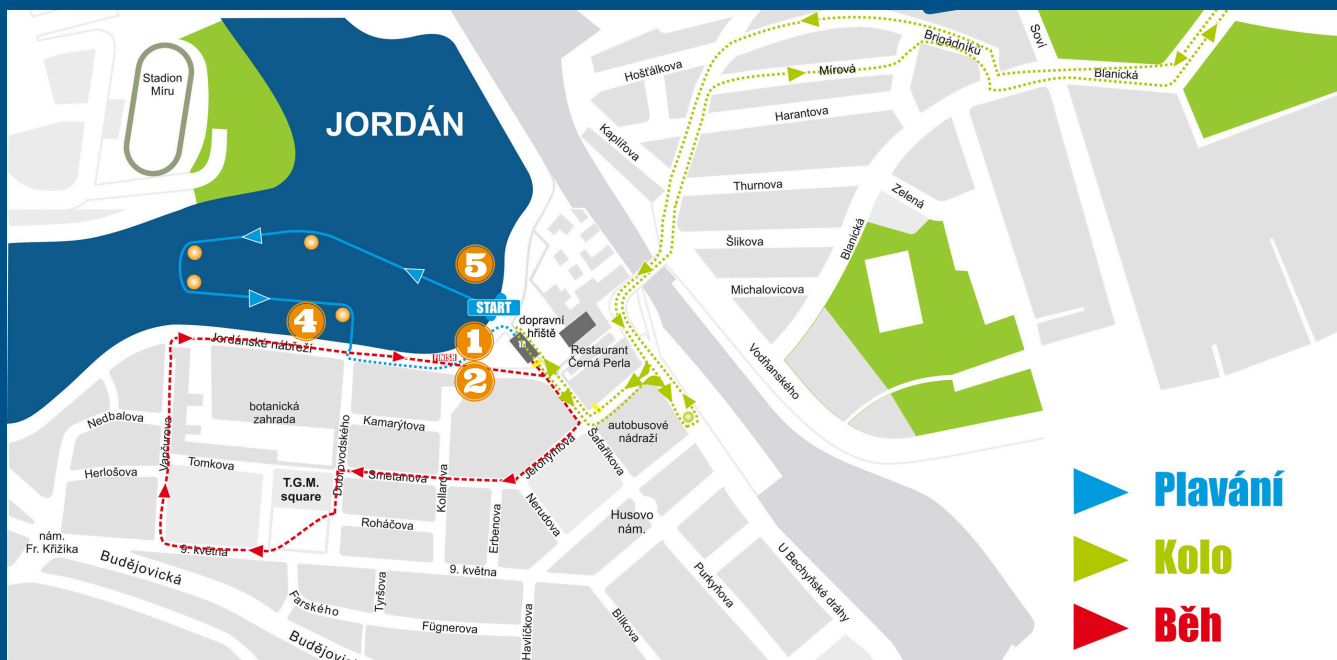 Stadion
Míru
JORDÁN
Hošťálkova
Brigádníků
Soví
Mírová
Blanická
Harantova
Kaplířova
Thurnova
Zelená
Šlikova
Blanická
Michalovicova
5
START
4
1
dopravní
hřiště
Jordánské nábřeží
FINISH
2
Restaurant
Černá Perla
Vodňanského
botanická
zahrada
Nedbalova
Kamarýtova
autobusové
nádraží
Vančurova
Dobrovodského
Šafaříkova
Jeronýmova
Herlošova
Tomkova
Smetanova
Kollárova
T.G.M.
square
Nerudova
Husovo
nám.
Roháčova
Erbenova
nám.
Fr. Křižíka
9. května
9. května
Budějovická
Purkyňova
U Bechyňské dráhy
Farského
Tyršova
Fügnerova
Havlíčkova
Bílkova
Budějovic
Plavání
Kolo
Běh